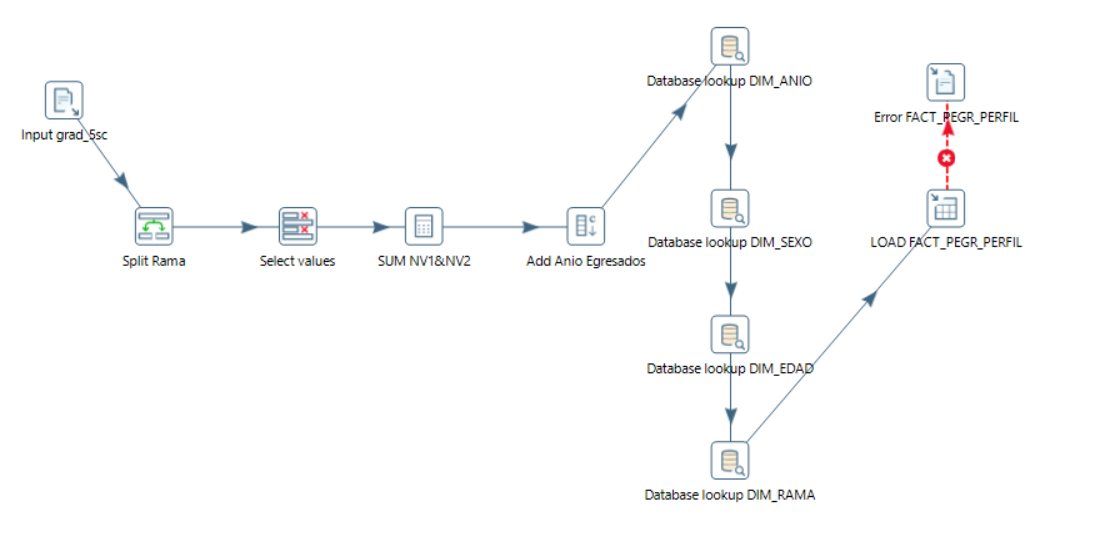 Input grad_5sc
Split Rama
Select values
SUM NV1&NV2
Add Anio Egresados
Database lookup DIM_ANIO
Database lookup DIM_SEXO
Database lookup DIM_EDAD
Database lookup DIM_RAMA
LOAD FACT_PEGR_PERFIL
Error FACT_PEGR_PERFIL